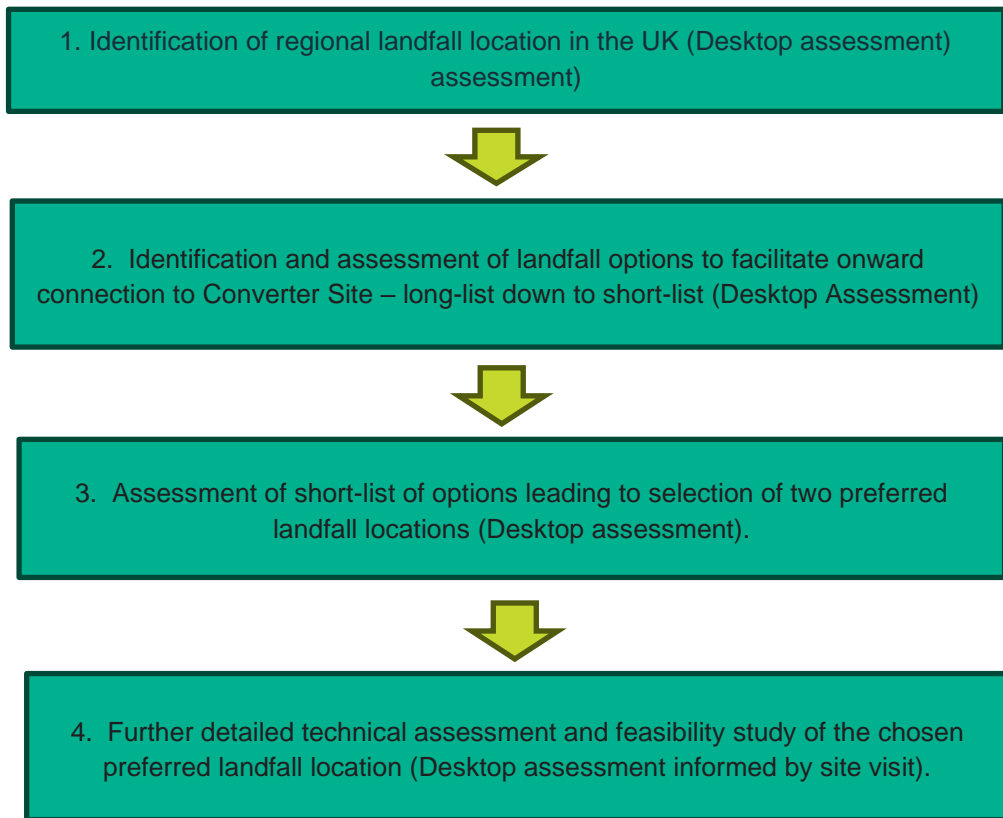 1. Identification of regional landfall location in the UK (Desktop assessment)
assessment)
2. Identification and assessment of landfall options to facilitate onward
connection to Converter Site – long-list down to short-list (Desktop Assessment)
3. Assessment of short-list of options leading to selection of two preferred
landfall locations (Desktop assessment).
4. Further detailed technical assessment and feasibility study of the chosen
preferred landfall location (Desktop assessment informed by site visit).